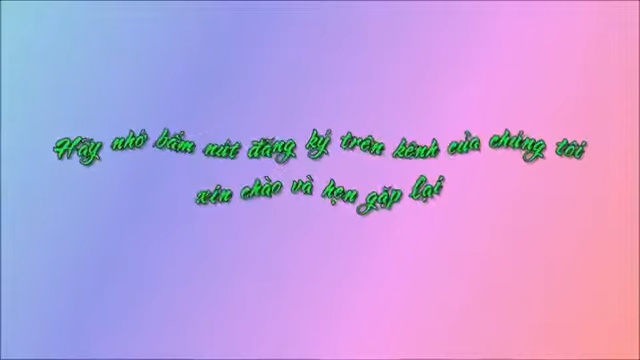 Hãy nhớ bấm nút đăng ký trên kênh của chúng tôi
xin chào và hẹn gặp lại